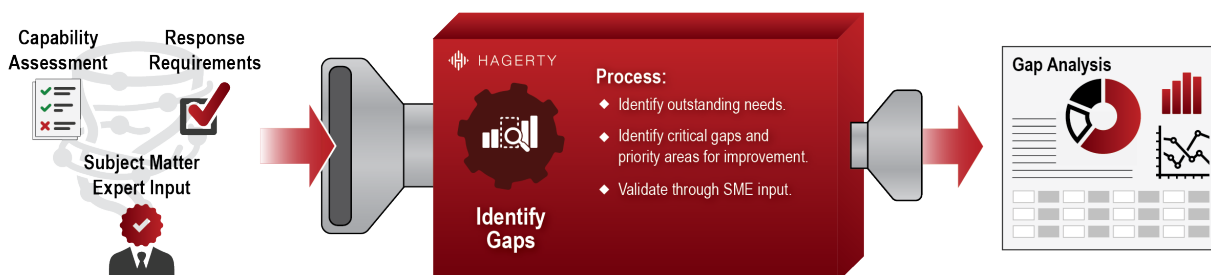 Capability
Assessment
Response
Requirements
Subject Matter
Expert Input
HAGERTY
Identify
Gaps
Process:
◆ Identify outstanding needs.
◆ Identify critical gaps and
priority areas for improvement.
◆ Validate through SME input.
Gap Analysis